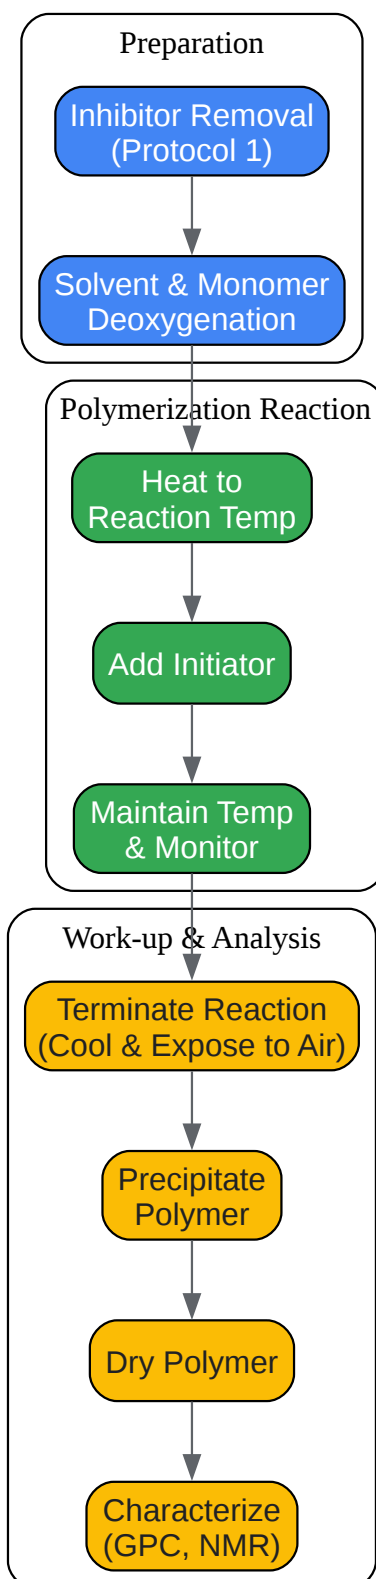 Preparation
Inhibitor Removal
(Protocol 1)
Solvent & Monomer
Deoxygenation
Polymerization Reaction
Heat to
Reaction Temp
Add Initiator
Maintain Temp
& Monitor
Work-up & Analysis
Terminate Reaction
(Cool & Expose to Air)
Precipitate
Polymer
Dry Polymer
Characterize
(GPC, NMR)